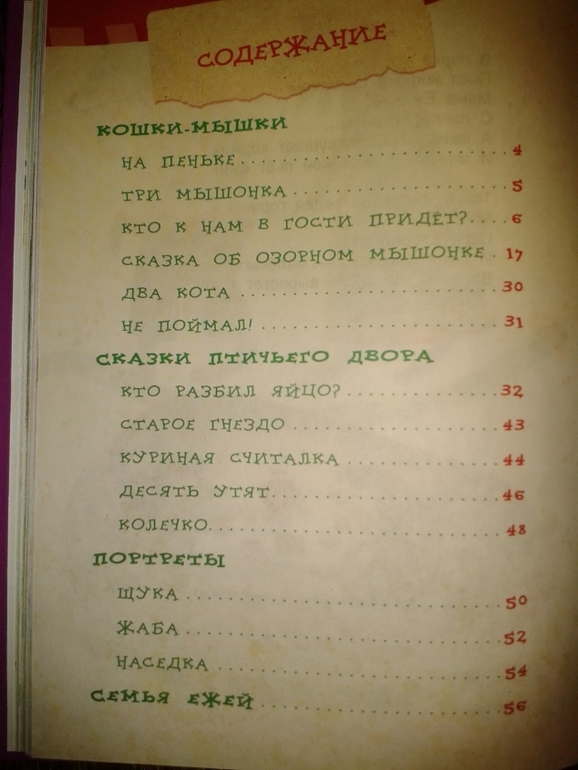 СОДЕРЖАНИЕ
КОШКИ-МЫШКИ
НА ПЕНЬКЕ 4
ТРИ МЫШОНКА 5
КТО К НАМ В ГОСТИ ПРИДЁТ? 6
СКАЗКА ОБ ОЗОРНОМ МЫШОНКЕ 17
ДВА КОТА 30
НЕ ПОЙМАЛ! 31
СКАЗКИ ПТИЧЬЕГО ДВОРА
КТО РАЗБИЛ ЯЙЦО? 32
СТАРОЕ ГНЕЗДО 43
КУРИНАЯ СЧИТАЛКА 44
ДЕСЯТЬ УТЯТ 46
КОЛЕЧКО 48
ПОРТРЕТЫ
ЩУКА 50
ЖАБА 52
НАСЕДКА 54
СЕМЬЯ ЕЖЕЙ 56